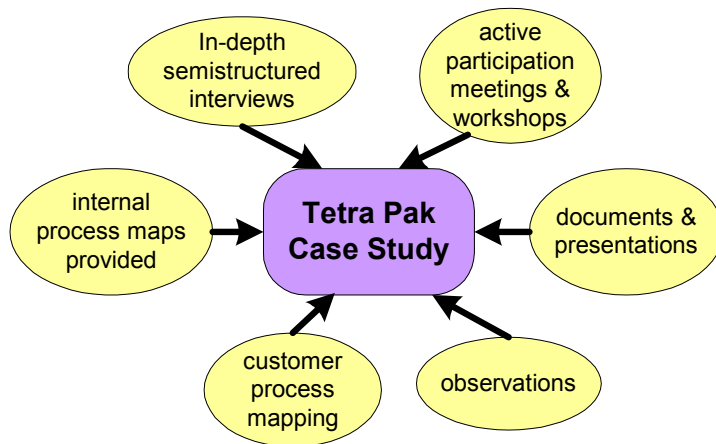 In-depth
semistructured
interviews
active
participation
meetings &
workshops
internal
process maps
provided
Tetra Pak
Case Study
documents &
presentations
customer
process
mapping
observations